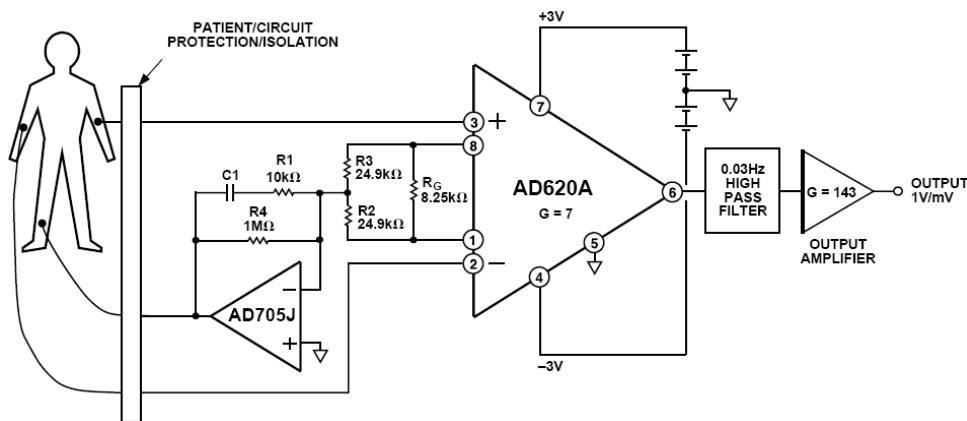 PATIENT/CIRCUIT
PROTECTION/ISOLATION
+3V
7
3
+
8
C1
R1
10kΩ
R3
24.9kΩ
RG
8.25kΩ
AD620A
G = 7
6
0.03Hz
HIGH
PASS
FILTER
G = 143
OUTPUT
1V/mV
R4
1MΩ
R2
24.9kΩ
1
5
OUTPUT
AMPLIFIER
2
–
4
–
AD705J
+
–3V